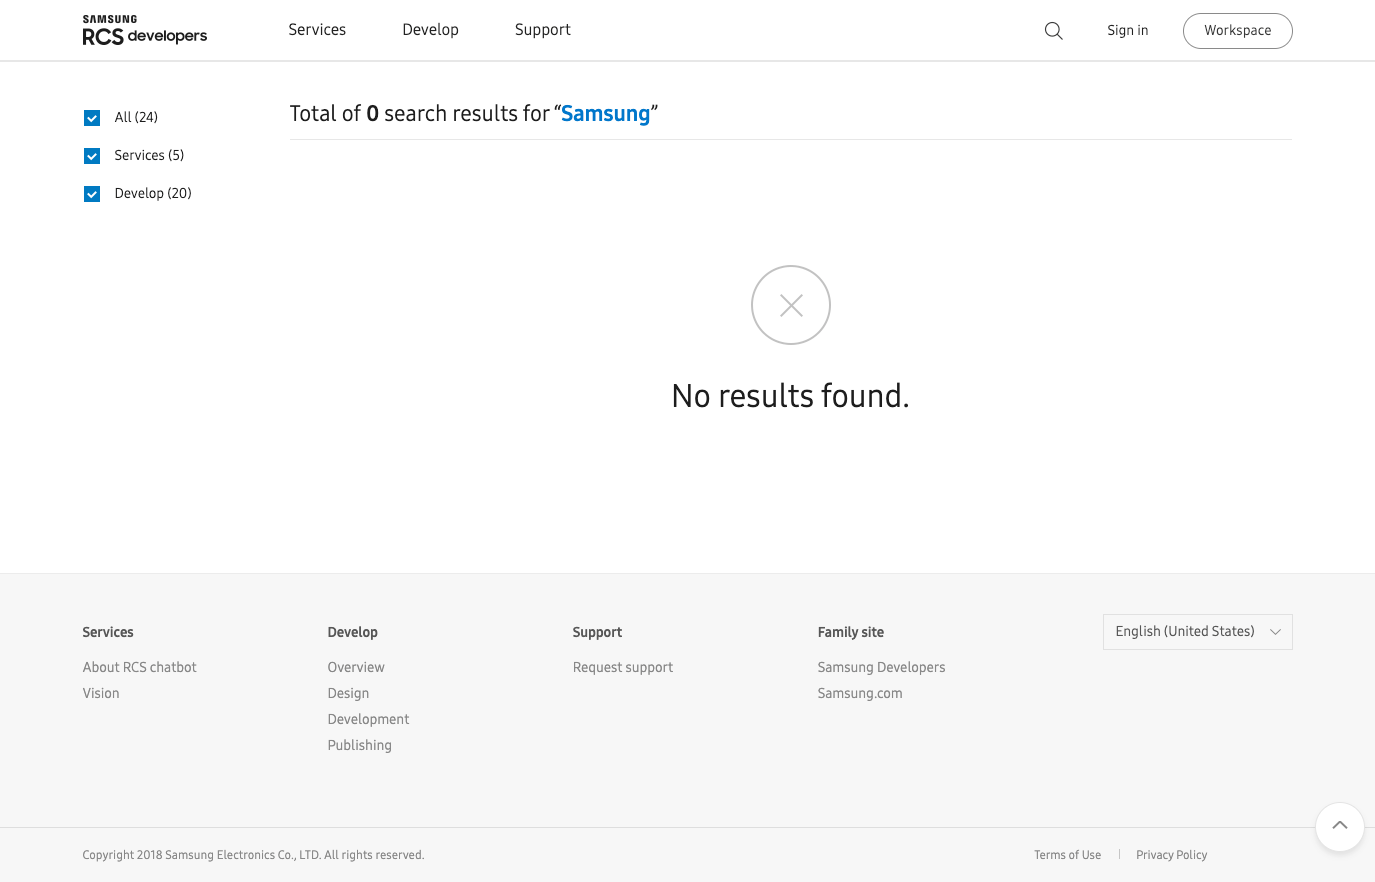 SAMSUNG
RCS developers
Services
Develop
Support
Sign in
Workspace
All (24)
Services (5)
Develop (20)
Total of 0 search results for “Samsung”
No results found.
Services
About RCS chatbot
Vision
Develop
Overview
Design
Development
Publishing
Support
Request support
Family site
Samsung Developers
Samsung.com
English (United States)
Copyright 2018 Samsung Electronics Co., LTD. All rights reserved.
Terms of Use
Privacy Policy